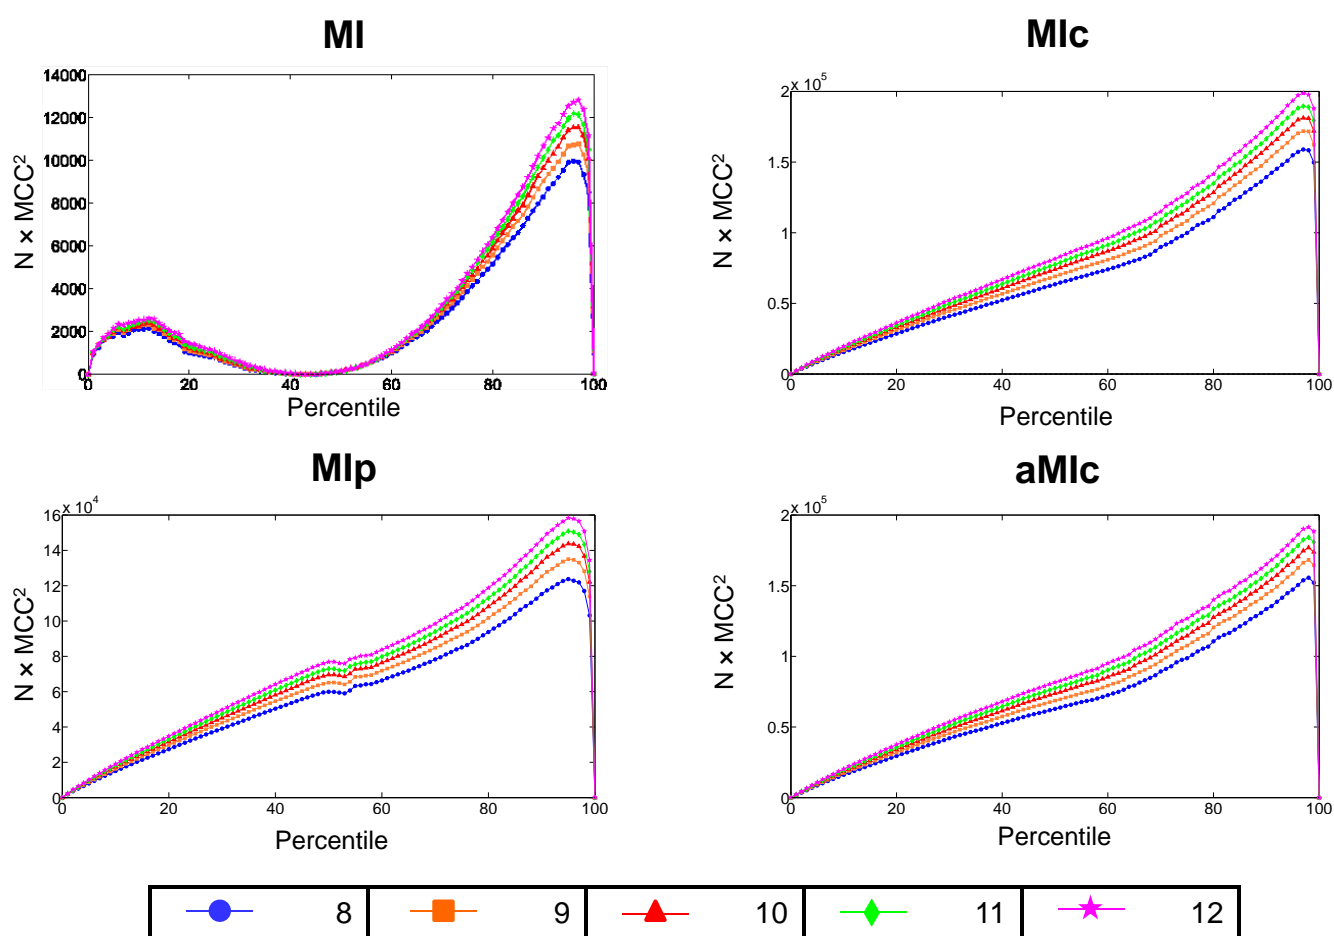 MI
14000
12000
10000
8000
6000
4000
2000
0
0 20 40 60 80 100
N × MCC²
Percentile
MIc
2 × 10⁵
1.5
1
0.5
0
0 20 40 60 80 100
N × MCC²
Percentile
MIp
16 × 10⁴
14
12
10
8
6
4
2
0
0 20 40 60 80 100
N × MCC²
Percentile
aMIc
2 × 10⁵
1.5
1
0.5
0
0 20 40 60 80 100
N × MCC²
Percentile
8 9 10 11 12